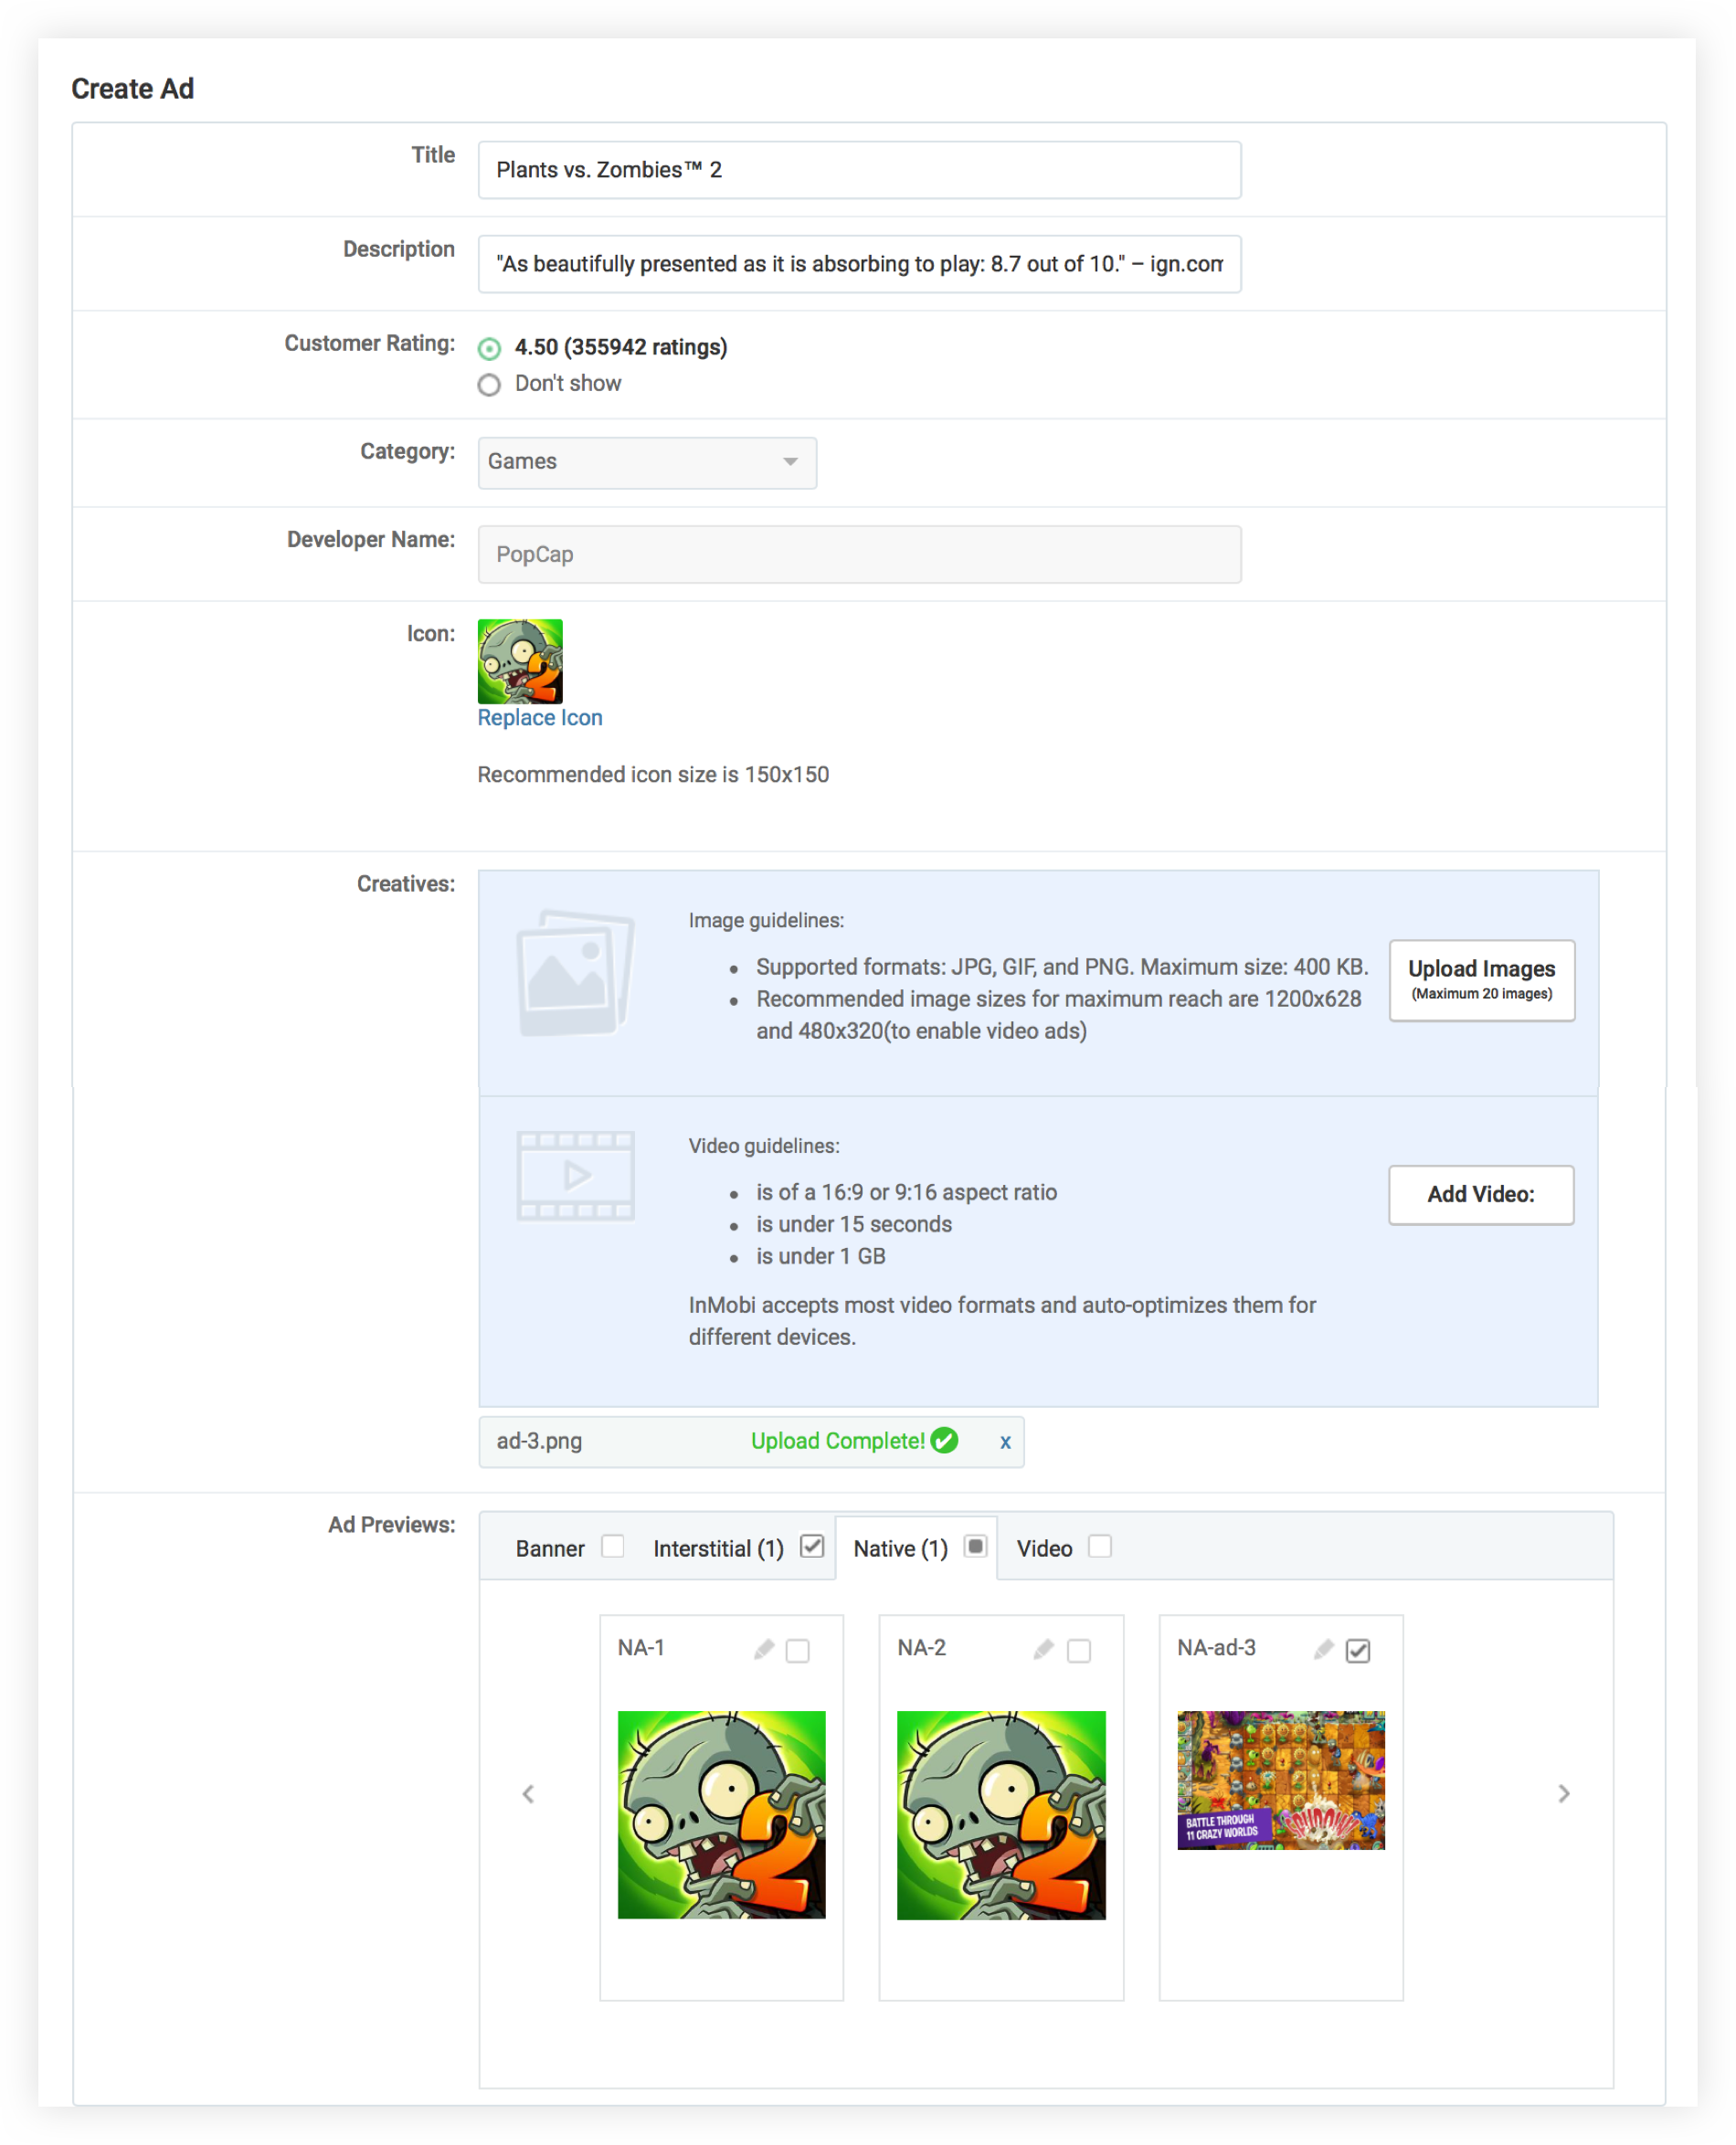 Create Ad
Title
Plants vs. Zombies™ 2
Description
"As beautifully presented as it is absorbing to play: 8.7 out of 10." – ign.com
Customer Rating:
4.50 (355942 ratings)
Don't show
Category:
Games
Developer Name:
PopCap
Icon:
2
Replace Icon
Recommended icon size is 150x150
Creatives:
Image guidelines:
Supported formats: JPG, GIF, and PNG. Maximum size: 400 KB.
Recommended image sizes for maximum reach are 1200x628
and 480x320(to enable video ads)
Upload Images
(Maximum 20 images)
Video guidelines:
is of a 16:9 or 9:16 aspect ratio
is under 15 seconds
is under 1 GB
Add Video:
InMobi accepts most video formats and auto-optimizes them for
different devices.
ad-3.png Upload Complete! x
Ad Previews:
Banner Interstitial (1) Native (1) Video
NA-1 NA-2 NA-ad-3
2
2
BATTLE THROUGH
11 CRAZY WORLDS